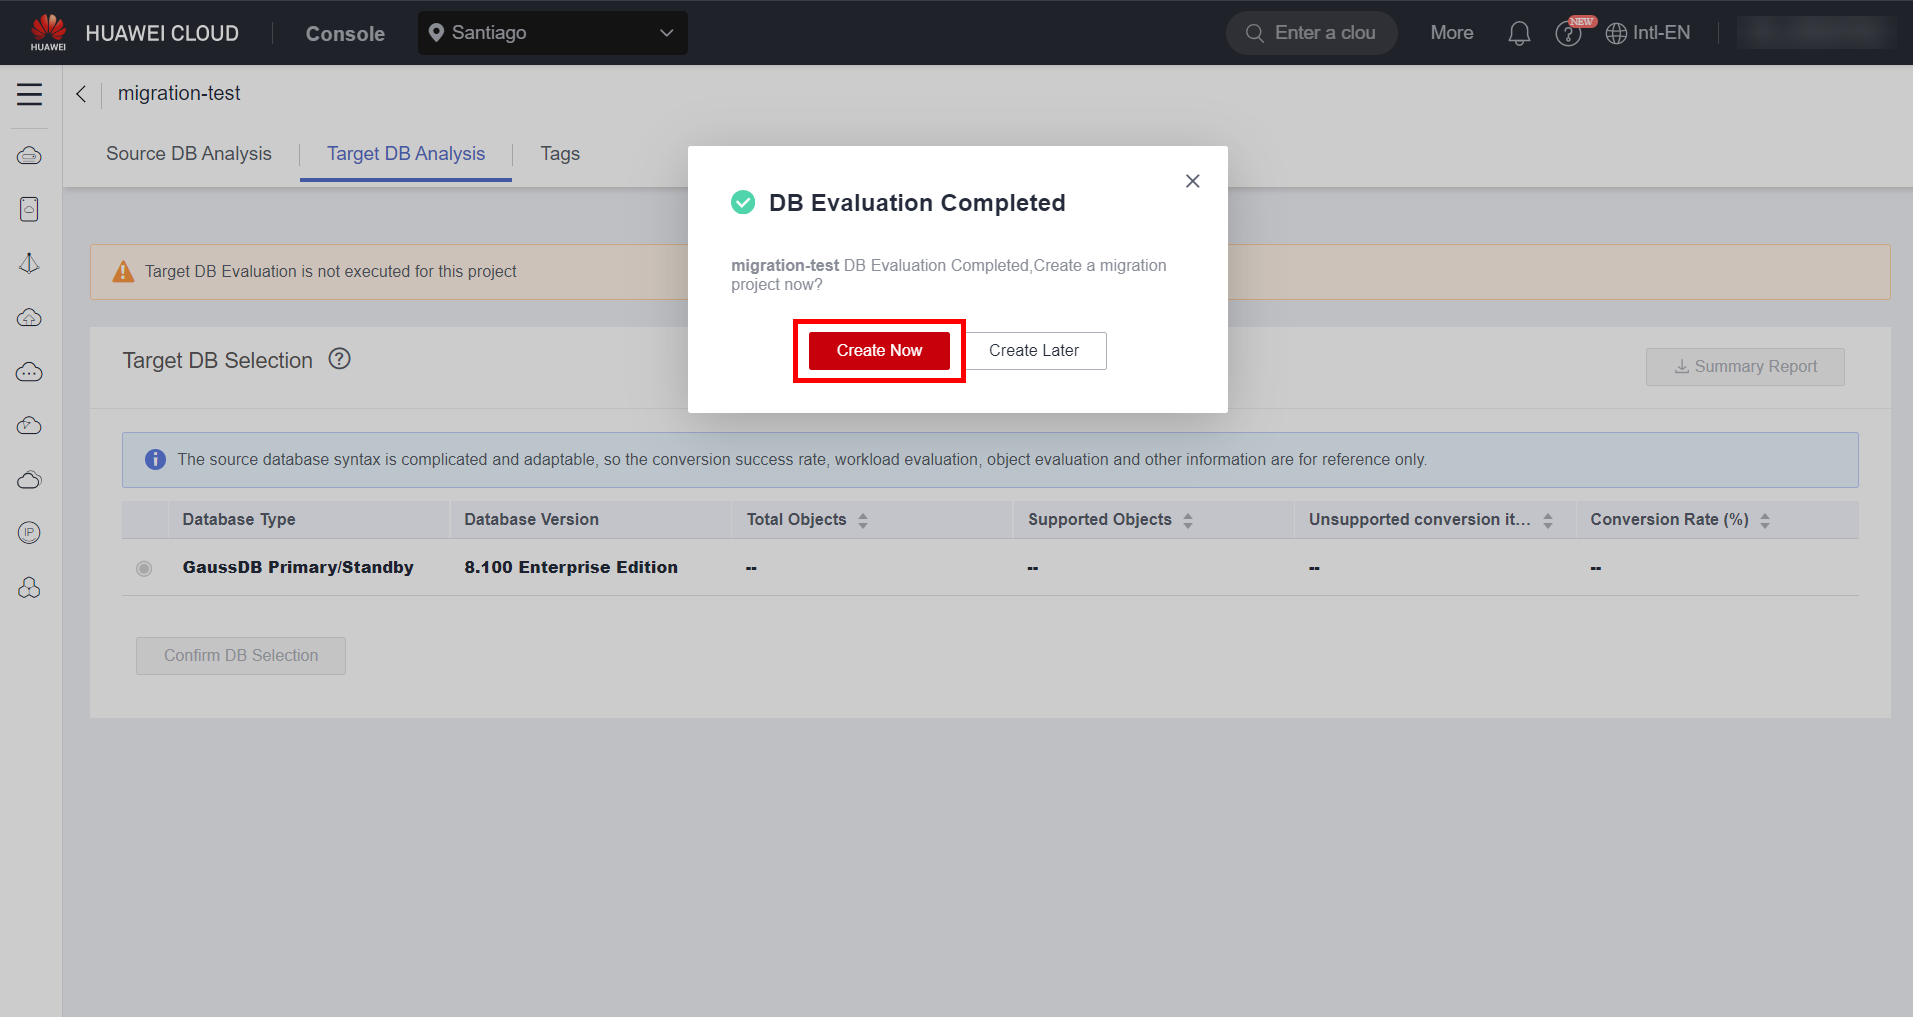 HUAWEI
HUAWEI CLOUD
Console
Santiago
Enter a clou
More
NEW
Intl-EN
migration-test
Source DB Analysis
Target DB Analysis
Tags
DB Evaluation Completed
migration-test DB Evaluation Completed,Create a migration
project now?
Create Now
Create Later
Target DB Evaluation is not executed for this project
Target DB Selection
Summary Report
The source database syntax is complicated and adaptable, so the conversion success rate, workload evaluation, object evaluation and other information are for reference only.
Database Type
Database Version
Total Objects
Supported Objects
Unsupported conversion it...
Conversion Rate (%)
GaussDB Primary/Standby
8.100 Enterprise Edition
--
--
--
--
Confirm DB Selection
IP